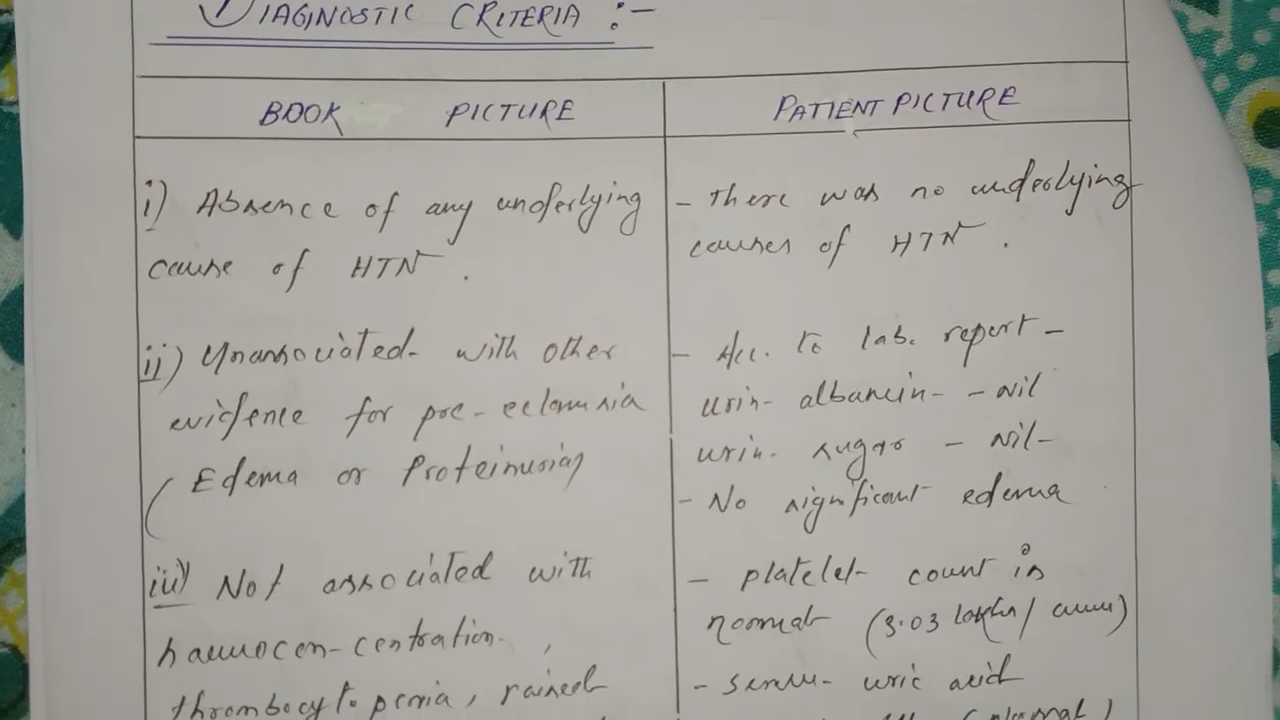 DIAGNOSTIC CRITERIA :-
BOOK PICTURE
PATIENT PICTURE
i) Absence of any underlying
cause of HTN.
ii) Unassociated with other
evidence for pre-eclamsia
(Edema or Proteinuria)
iii) Not associated with
haemocen-centration,
thrombocytopenia, raised
- There was no underlying
causes of HTN.
- Acc. to lab. report -
urin- albumin - Nil
urin. sugar - Nil-
- No significant edema
- platelet count is
normal (3.03 lakhs/cumm)
- serum uric acid
(normal)